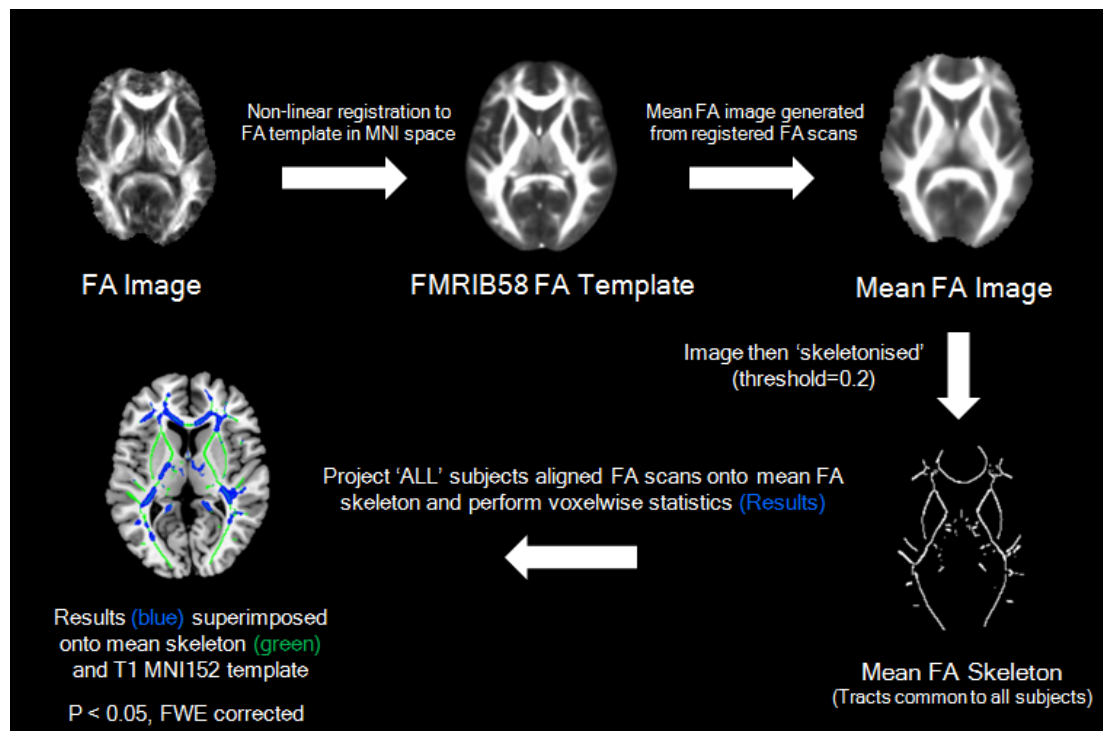 Non-linear registration to
FA template in MNI space
Mean FA image generated
from registered FA scans
FA Image
FMRIB58 FA Template
Mean FA Image
Image then ‘skeletonised’
(threshold=0.2)
Project ‘ALL’ subjects aligned FA scans onto mean FA
skeleton and perform voxelwise statistics (Results)
Mean FA Skeleton
(Tracts common to all subjects)
Results (blue) superimposed
onto mean skeleton (green)
and T1 MNI152 template
P < 0.05, FWE corrected